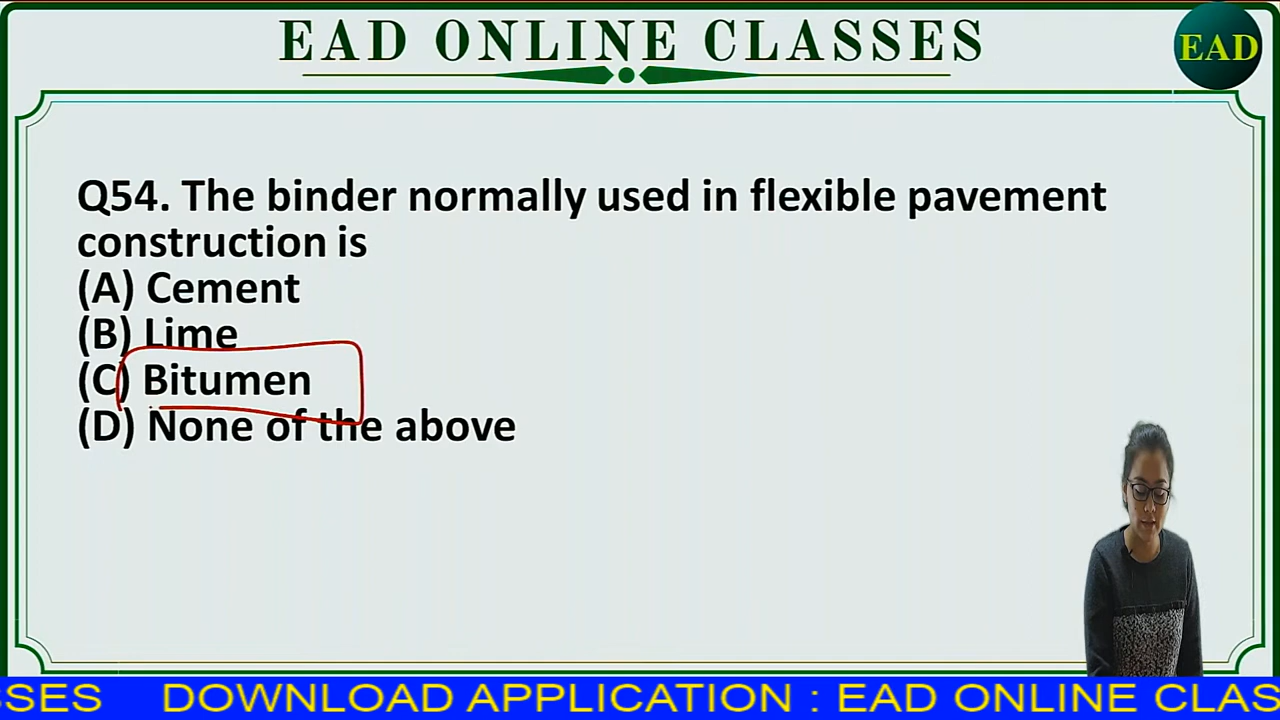 EAD ONLINE CLASSES
EAD
Q54. The binder normally used in flexible pavement
construction is
(A) Cement
(B) Lime
(C) Bitumen
(D) None of the above
SSES DOWNLOAD APPLICATION : EAD ONLINE CLAS